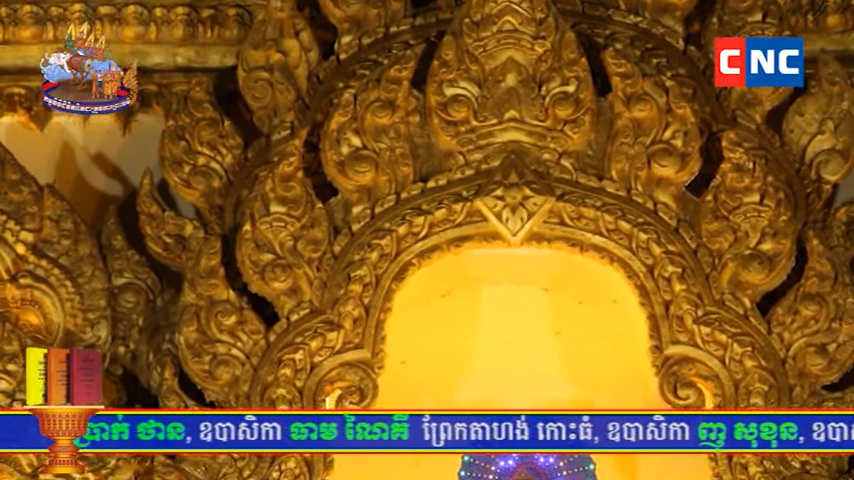 CNC
ប្រាក់ ថាន, ឧបាសិកា ធាម ណៃគី ព្រែកតាហង់ កោះធំ, ឧបាសិកា ញូ សុខុន, ឧបា